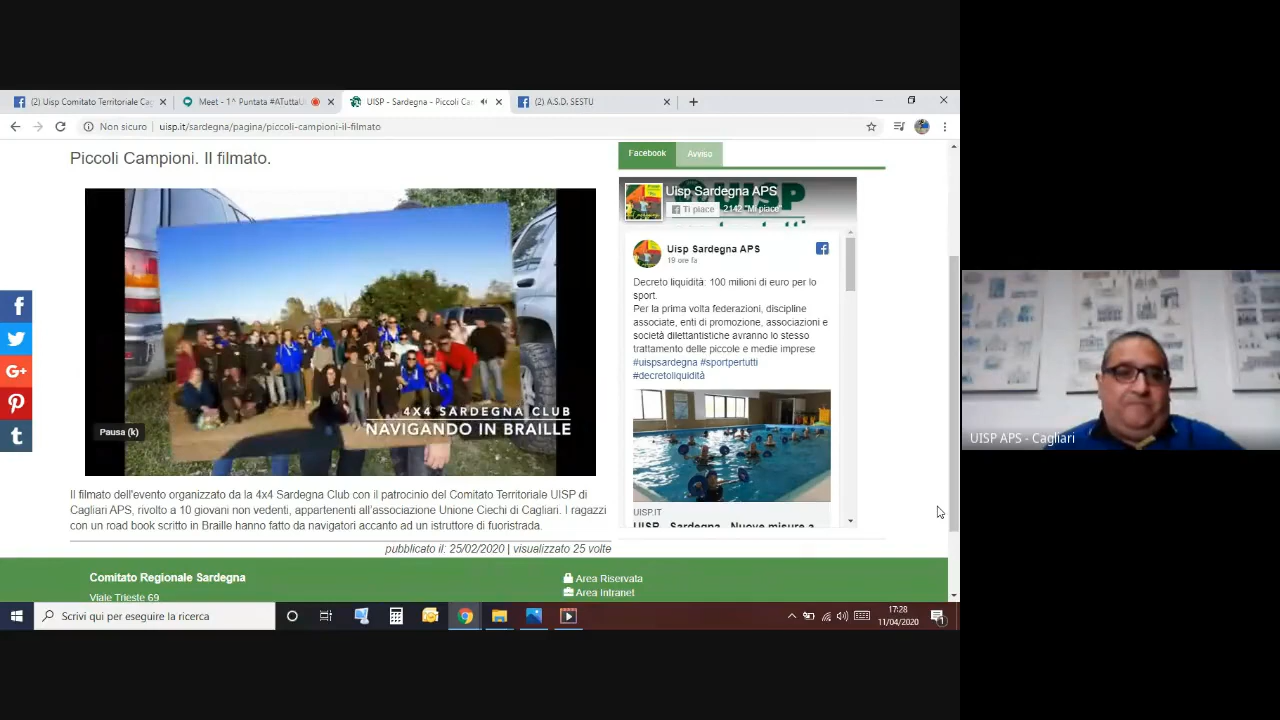 (2) Uisp Comitato Territoriale Ca
Meet - 1^ Puntata #ATuttaU
UISP - Sardegna - Piccoli Ca
(2) A.S.D. SESTU
Non sicuro
uisp.it/sardegna/pagina/piccoli-campioni-il-filmato
Piccoli Campioni. Il filmato.
4X4 SARDEGNA CLUB
NAVIGANDO IN BRAILLE
Pausa (k)
Il filmato dell'evento organizzato da la 4x4 Sardegna Club con il patrocinio del Comitato Territoriale UISP di
Cagliari APS, rivolto a 10 giovani non vedenti, appartenenti all'associazione Unione Ciechi di Cagliari. I ragazzi
con un road book scritto in Braille hanno fatto da navigatori accanto ad un istruttore di fuoristrada.
pubblicato il: 25/02/2020 | visualizzato 25 volte
Facebook
Avviso
UISP
Uisp Sardegna APS
Ti piace
2142 "Mi piace"
Uisp Sardegna APS
19 ore fa
Decreto liquidità: 100 milioni di euro per lo
sport.
Per la prima volta federazioni, discipline
associate, enti di promozione, associazioni e
società dilettantistiche avranno lo stesso
trattamento delle piccole e medie imprese
#uispsardegna #sportpertutti
#decretoliquidità
UISP.IT
UISP - Sardegna - Nuove misure a
Comitato Regionale Sardegna
Viale Trieste 69
Area Riservata
Area Intranet
Scrivi qui per eseguire la ricerca
17:28
11/04/2020
1
UISP APS - Cagliari